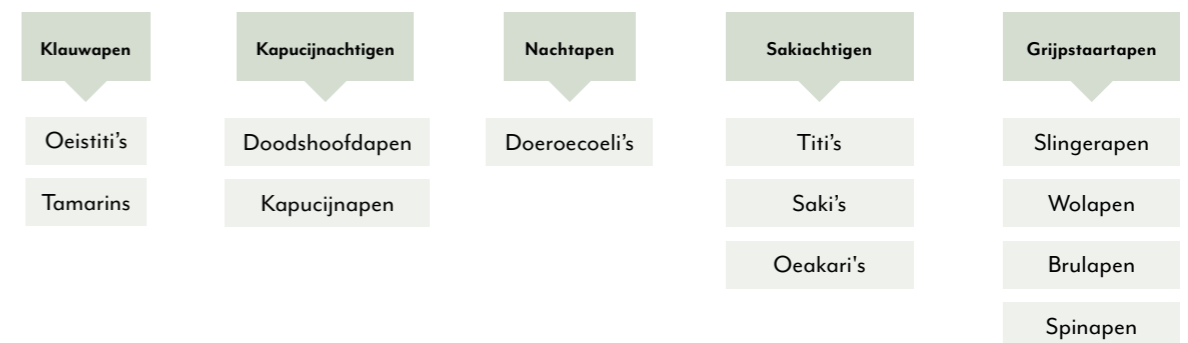 Klauwapen
Oeistiti's
Tamarins
Kapucijnachtigen
Doodshoofdapen
Kapucijnapen
Nachtapen
Doeroecoeli's
Sakiachtigen
Titi's
Saki's
Oeakari's
Grijpstaartapen
Slingerapen
Wolapen
Brulapen
Spinapen